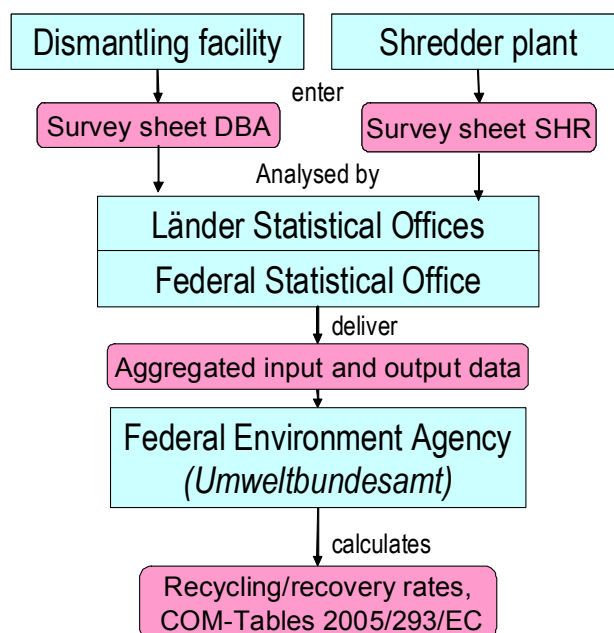 Dismantling facility
Shredder plant
enter
Survey sheet DBA
Survey sheet SHR
Analysed by
Länder Statistical Offices
Federal Statistical Office
deliver
Aggregated input and output data
Federal Environment Agency
(Umweltbundesamt)
calculates
Recycling/recovery rates,
COM-Tables 2005/293/EC